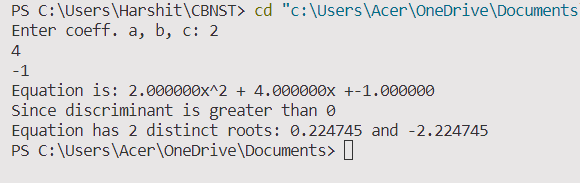 PS C:\Users\Harshit\CBNST> cd "c:\Users\Acer\OneDrive\Documents
Enter coeff. a, b, c: 2
4
-1
Equation is: 2.000000x^2 + 4.000000x +-1.000000
Since discriminant is greater than 0
Equation has 2 distinct roots: 0.224745 and -2.224745
PS C:\Users\Acer\OneDrive\Documents>